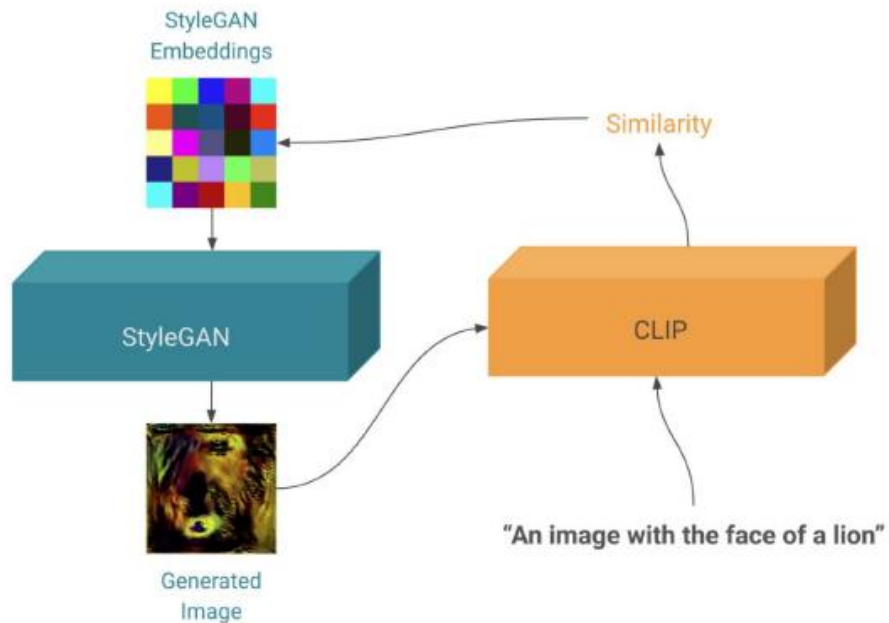 StyleGAN
Embeddings
Similarity
StyleGAN
CLIP
“An image with the face of a lion”
Generated
Image